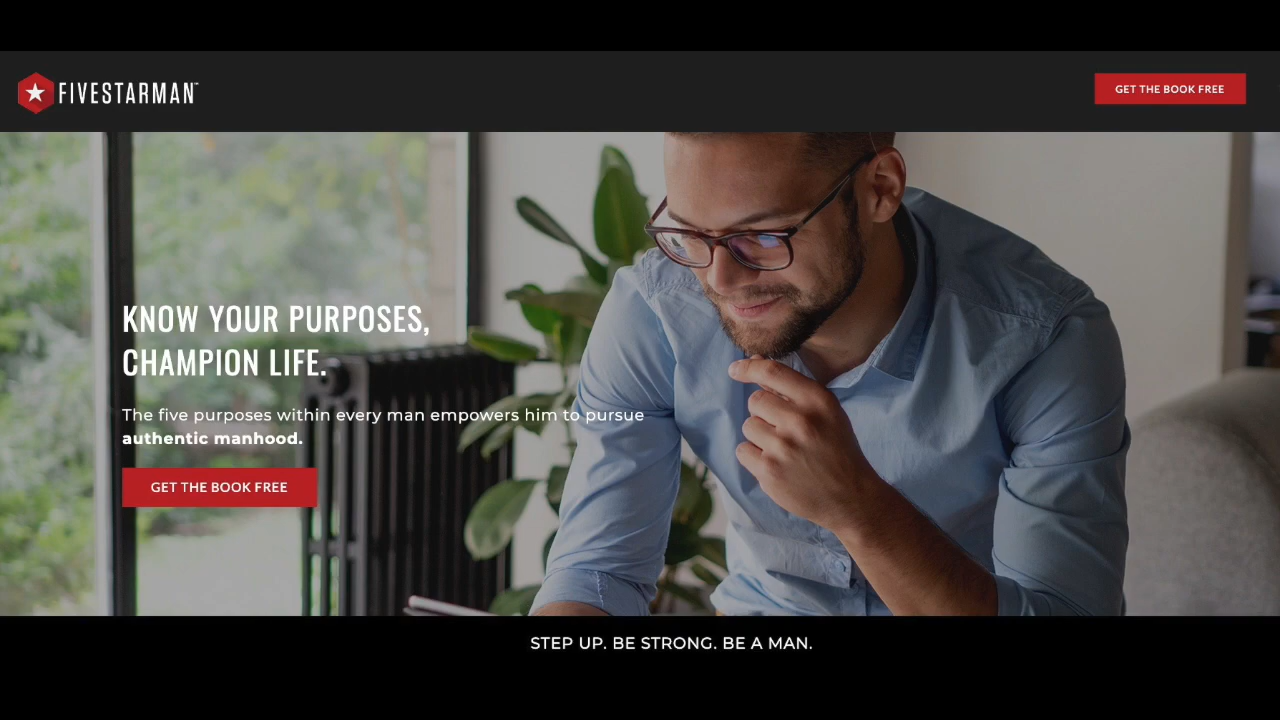 FIVESTARMAN™
GET THE BOOK FREE
KNOW YOUR PURPOSES,
CHAMPION LIFE.
The five purposes within every man empowers him to pursue
authentic manhood.
GET THE BOOK FREE
STEP UP. BE STRONG. BE A MAN.